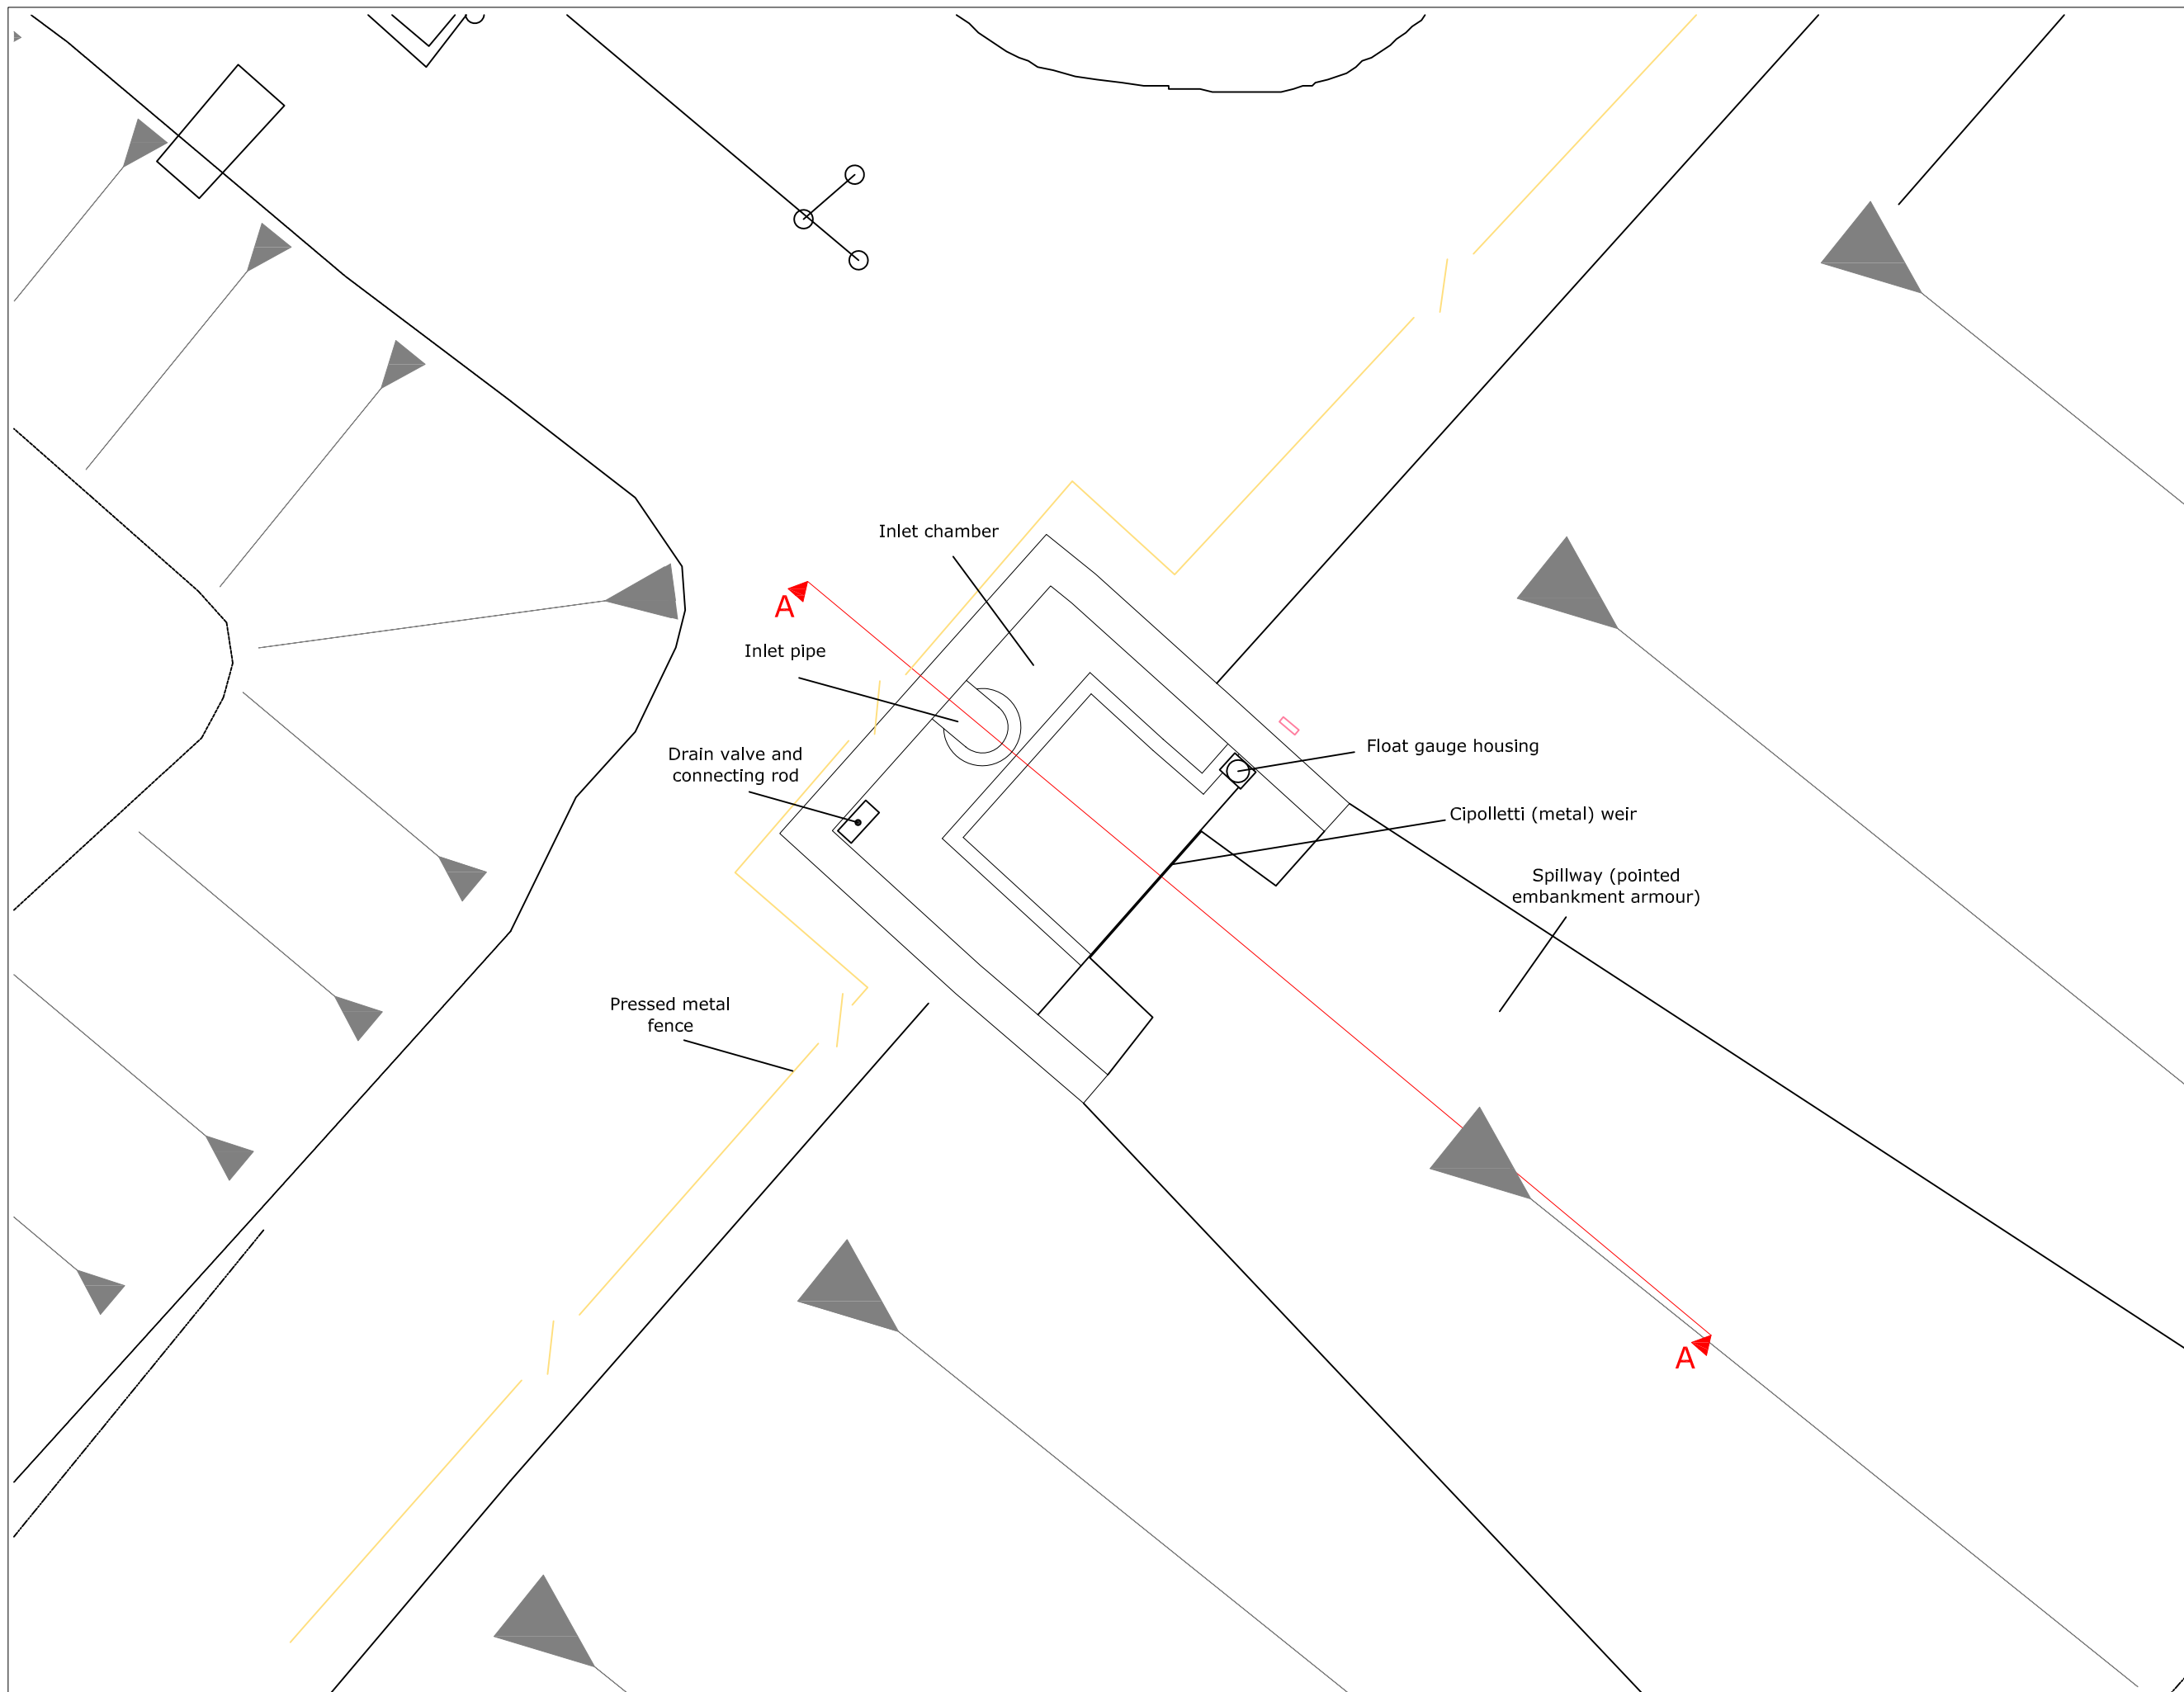 Inlet chamber
A
Inlet pipe
Drain valve and
connecting rod
Float gauge housing
Cipolletti (metal) weir
Spillway (pointed
embankment armour)
Pressed metal
fence
A